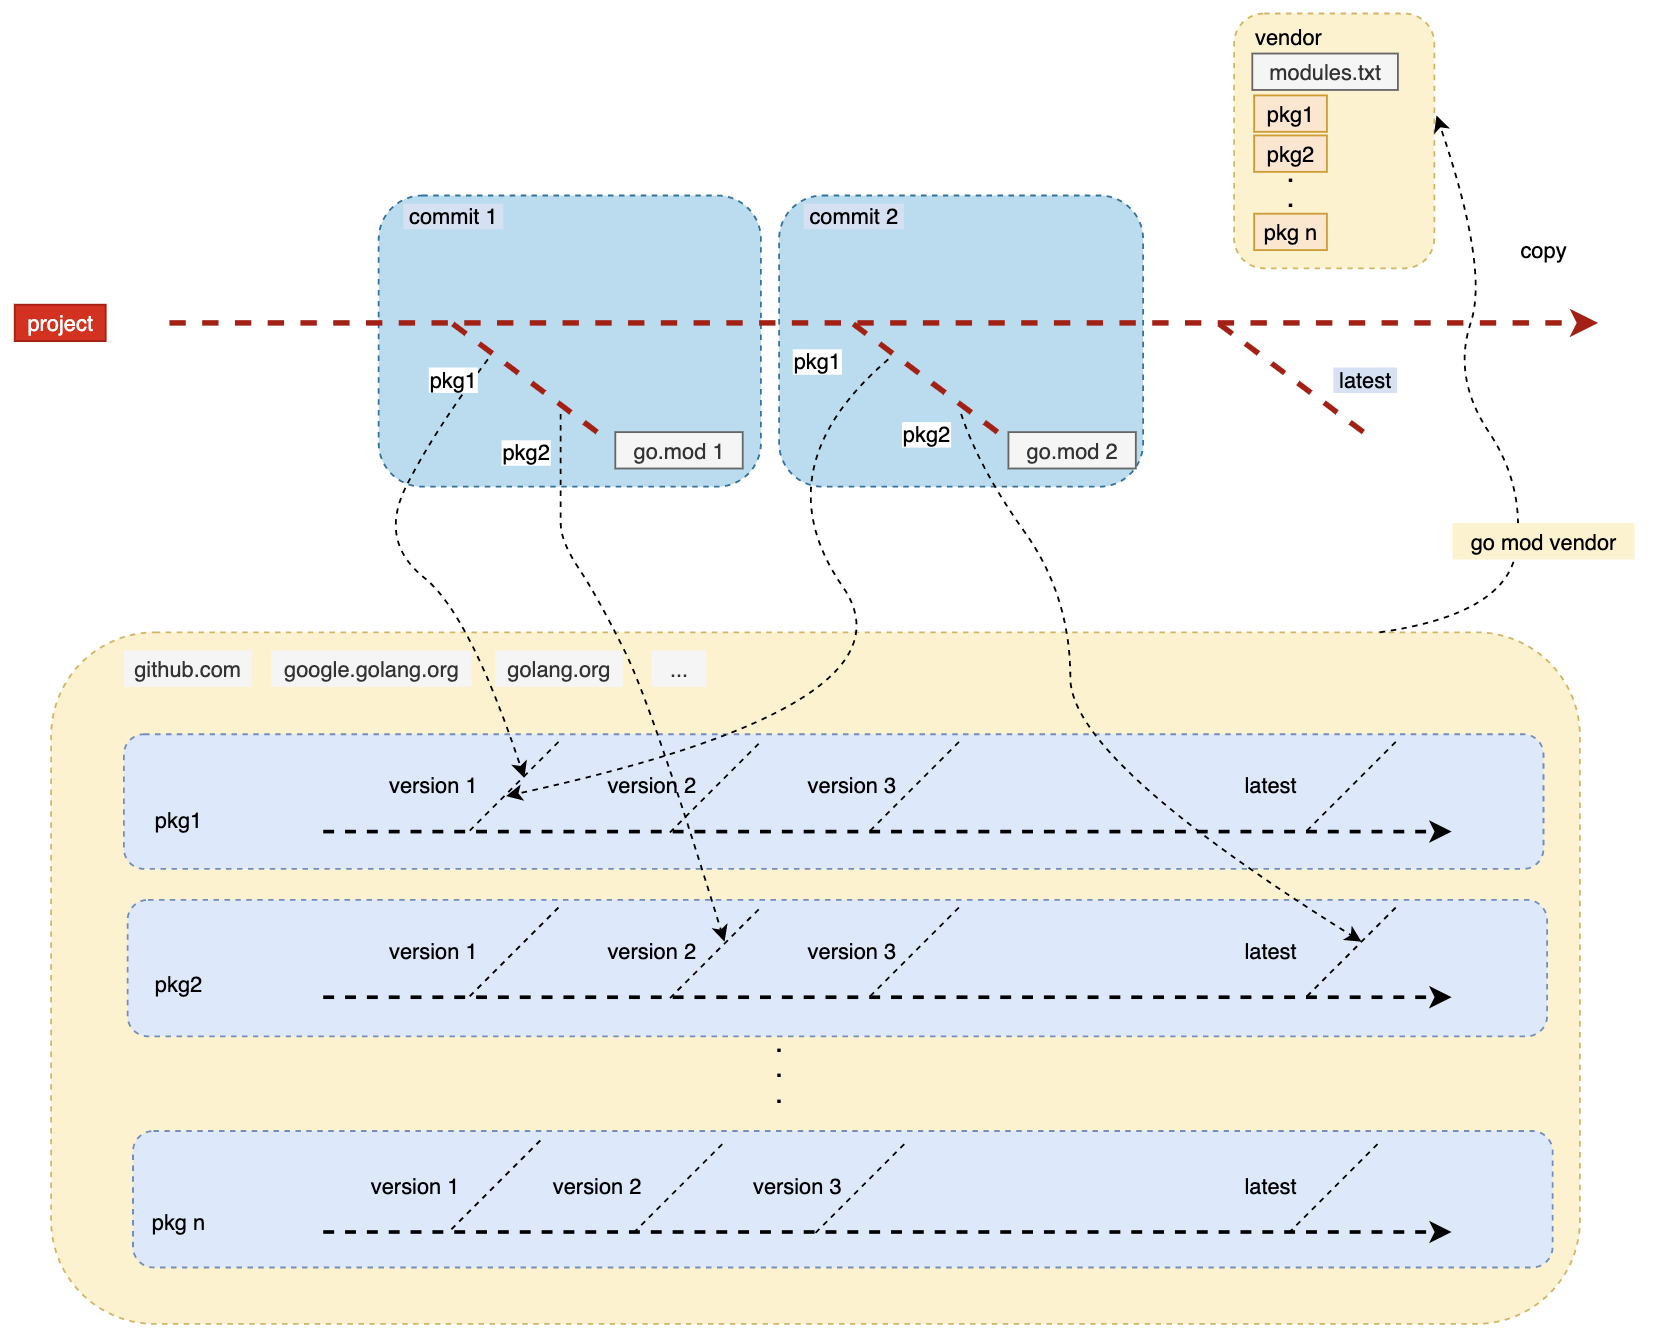 vendor
modules.txt
pkg1
pkg2
.
.
pkg n
copy
commit 1
commit 2
project
pkg1
pkg2
go.mod 1
pkg1
pkg2
go.mod 2
latest
go mod vendor
github.com
google.golang.org
golang.org
...
version 1
version 2
version 3
latest
pkg1
version 1
version 2
version 3
latest
pkg2
.
.
.
version 1
version 2
version 3
latest
pkg n